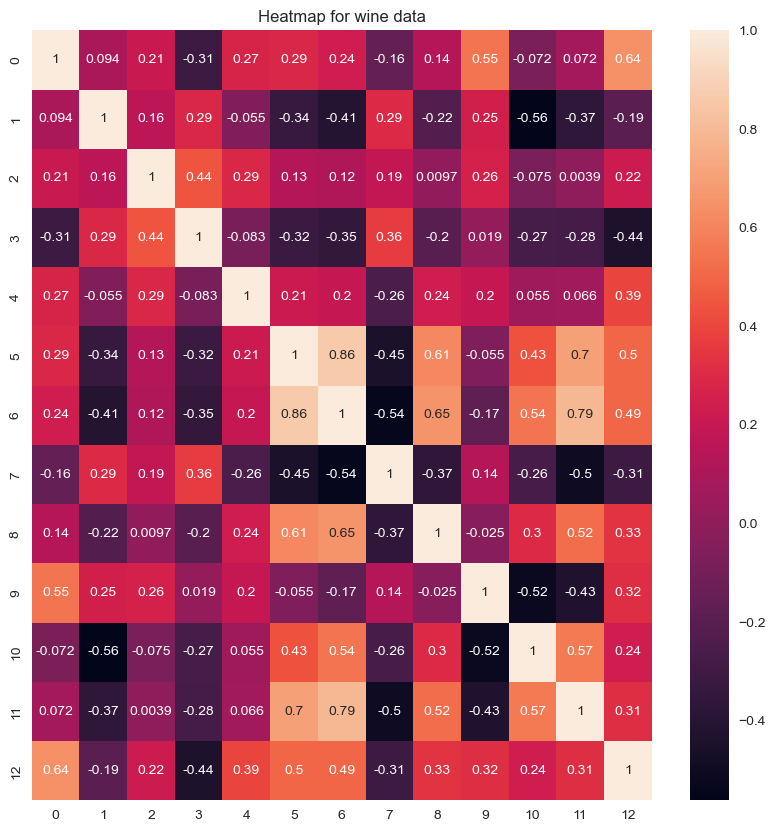 Heatmap for wine data
0 1 0.094 0.21 -0.31 0.27 0.29 0.24 -0.16 0.14 0.55 -0.072 0.072 0.64
1 0.094 1 0.16 0.29 -0.055 -0.34 -0.41 0.29 -0.22 0.25 -0.56 -0.37 -0.19
2 0.21 0.16 1 0.44 0.29 0.13 0.12 0.19 0.0097 0.26 -0.075 0.0039 0.22
3 -0.31 0.29 0.44 1 -0.083 -0.32 -0.35 0.36 -0.2 0.019 -0.27 -0.28 -0.44
4 0.27 -0.055 0.29 -0.083 1 0.21 0.2 -0.26 0.24 0.2 0.055 0.066 0.39
5 0.29 -0.34 0.13 -0.32 0.21 1 0.86 -0.45 0.61 -0.055 0.43 0.7 0.5
6 0.24 -0.41 0.12 -0.35 0.2 0.86 1 -0.54 0.65 -0.17 0.54 0.79 0.49
7 -0.16 0.29 0.19 0.36 -0.26 -0.45 -0.54 1 -0.37 0.14 -0.26 -0.5 -0.31
8 0.14 -0.22 0.0097 -0.2 0.24 0.61 0.65 -0.37 1 -0.025 0.3 0.52 0.33
9 0.55 0.25 0.26 0.019 0.2 -0.055 -0.17 0.14 -0.025 1 -0.52 -0.43 0.32
10 -0.072 -0.56 -0.075 -0.27 0.055 0.43 0.54 -0.26 0.3 -0.52 1 0.57 0.24
11 0.072 -0.37 0.0039 -0.28 0.066 0.7 0.79 -0.5 0.52 -0.43 0.57 1 0.31
12 0.64 -0.19 0.22 -0.44 0.39 0.5 0.49 -0.31 0.33 0.32 0.24 0.31 1
0 1 2 3 4 5 6 7 8 9 10 11 12
1.0
0.8
0.6
0.4
0.2
0.0
−0.2
−0.4